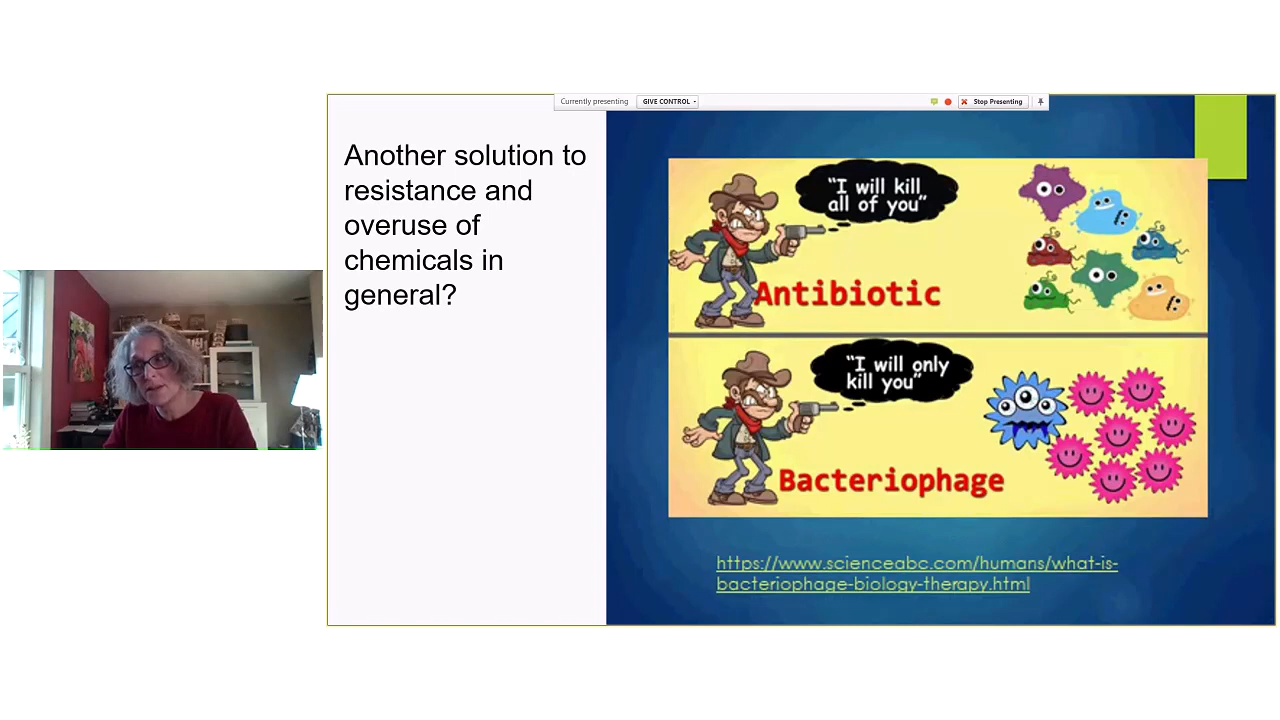 Currently presenting
GIVE CONTROL
Stop Presenting
Another solution to
resistance and
overuse of
chemicals in
general?
“I will kill
all of you”
Antibiotic
“I will only
kill you”
Bacteriophage
https://www.scienceabc.com/humans/what-is-
bacteriophage-biology-therapy.html